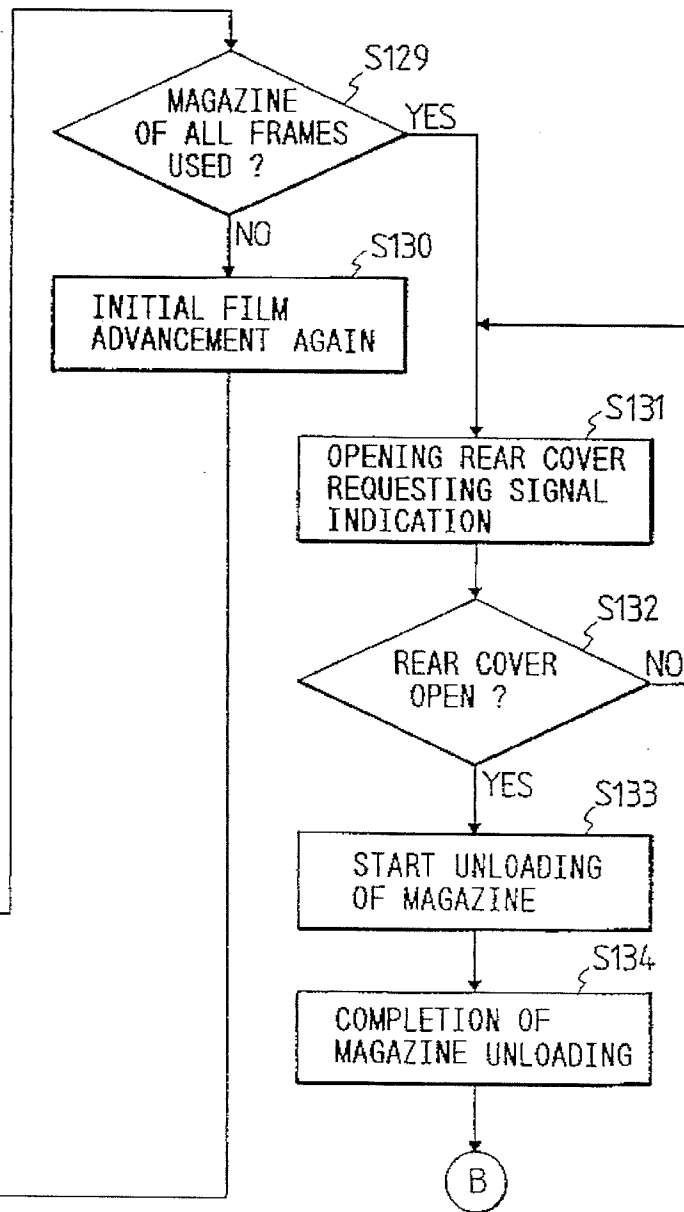 S129
MAGAZINE
OF ALL FRAMES
USED ?
YES
NO
S130
INITIAL FILM
ADVANCEMENT AGAIN
S131
OPENING REAR COVER
REQUESTING SIGNAL
INDICATION
S132
REAR COVER
OPEN ?
NO
YES
S133
START UNLOADING
OF MAGAZINE
S134
COMPLETION OF
MAGAZINE UNLOADING
B